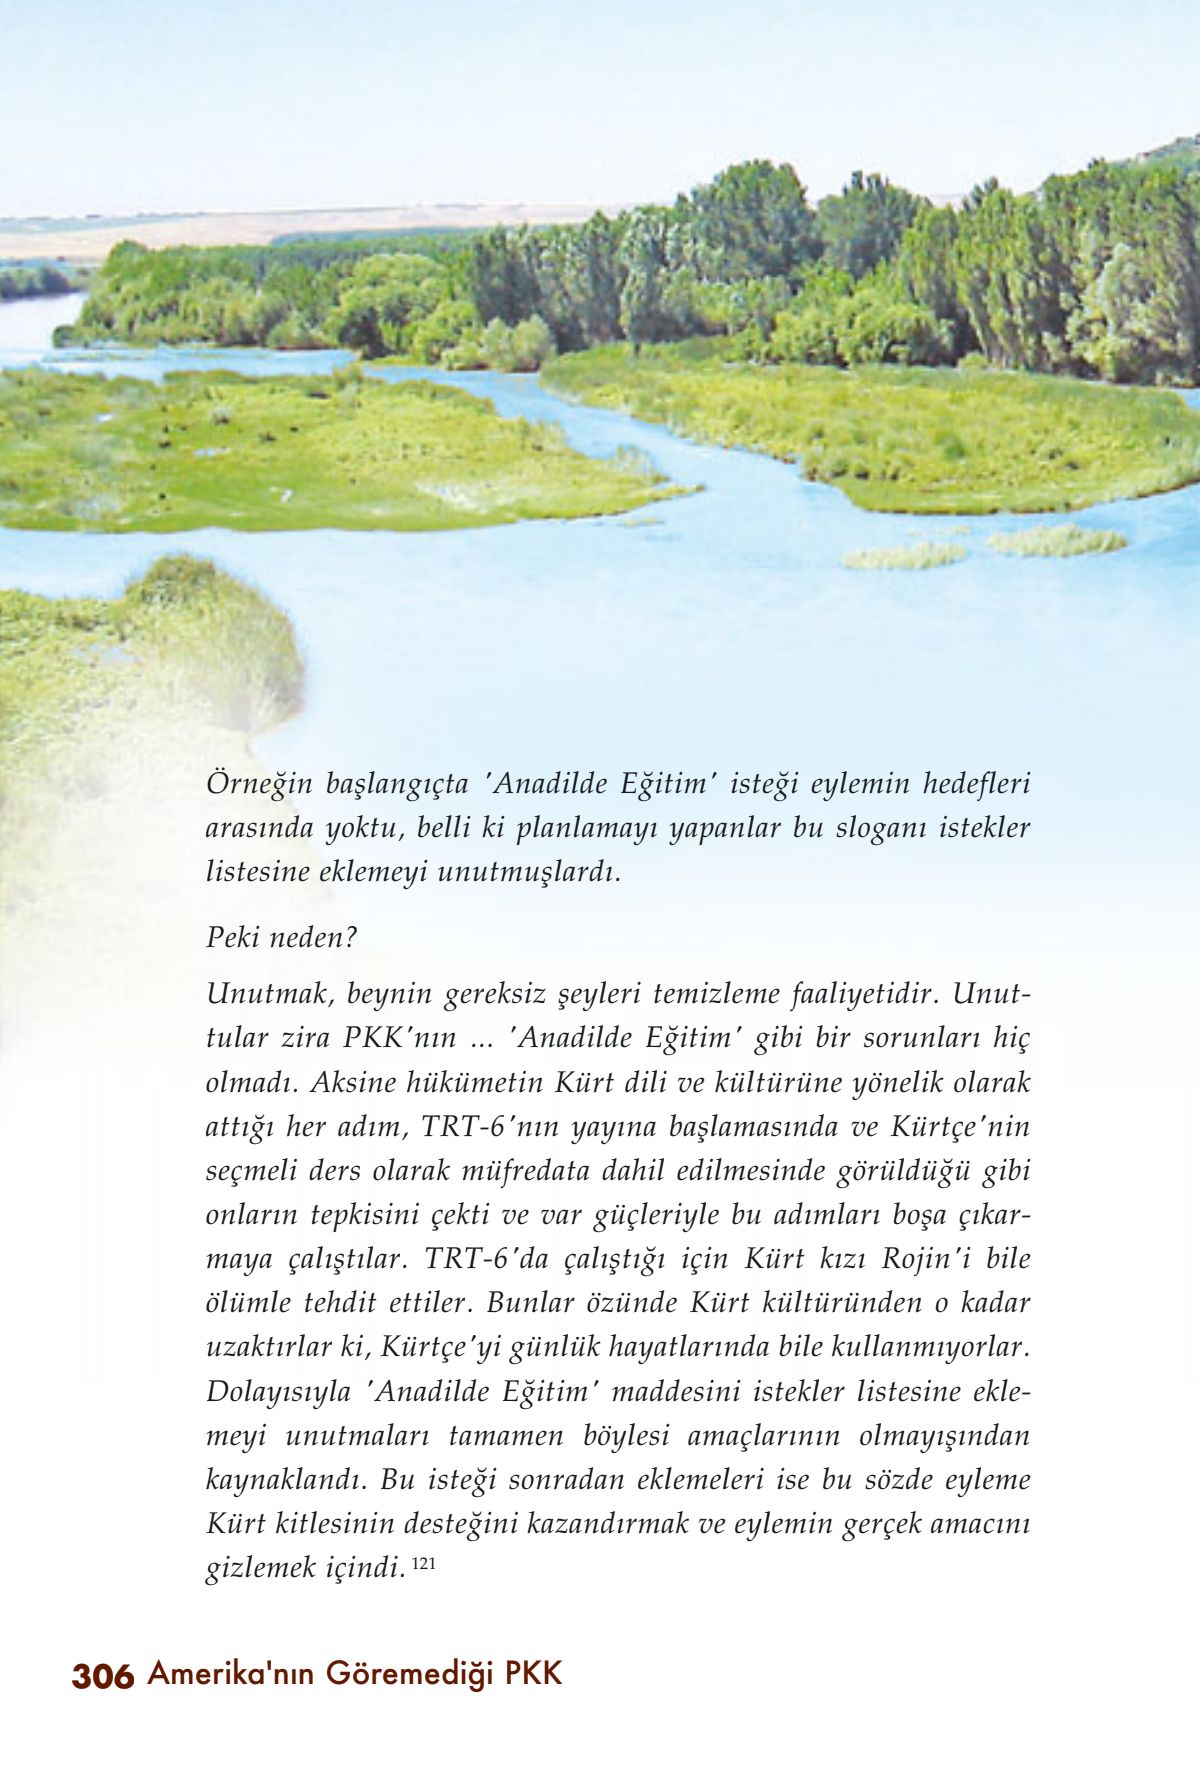 Örneğin başlangıçta 'Anadilde Eğitim' isteği eylemin hedefleri
arasında yoktu, belli ki planlamayı yapanlar bu sloganı istekler
listesine eklemeyi unutmuşlardı.
Peki neden?
Unutmak, beynin gereksiz şeyleri temizleme faaliyetidir. Unut-
tular zira PKK'nın ... 'Anadilde Eğitim' gibi bir sorunları hiç
olmadı. Aksine hükümetin Kürt dili ve kültürüne yönelik olarak
attığı her adım, TRT-6'nın yayına başlamasında ve Kürtçe'nin
seçmeli ders olarak müfredata dahil edilmesinde görüldüğü gibi
onların tepkisini çekti ve var güçleriyle bu adımları boşa çıkar-
maya çalıştılar. TRT-6'da çalıştığı için Kürt kızı Rojin'i bile
ölümle tehdit ettiler. Bunlar özünde Kürt kültüründen o kadar
uzaktırlar ki, Kürtçe'yi günlük hayatlarında bile kullanmıyorlar.
Dolayısıyla 'Anadilde Eğitim' maddesini istekler listesine ekle-
meyi unutmaları tamamen böylesi amaçlarının olmayışından
kaynaklandı. Bu isteği sonradan eklemeleri ise bu sözde eyleme
Kürt kitlesinin desteğini kazandırmak ve eylemin gerçek amacını
gizlemek içindi. 121
306 Amerika'nın Göremediği PKK